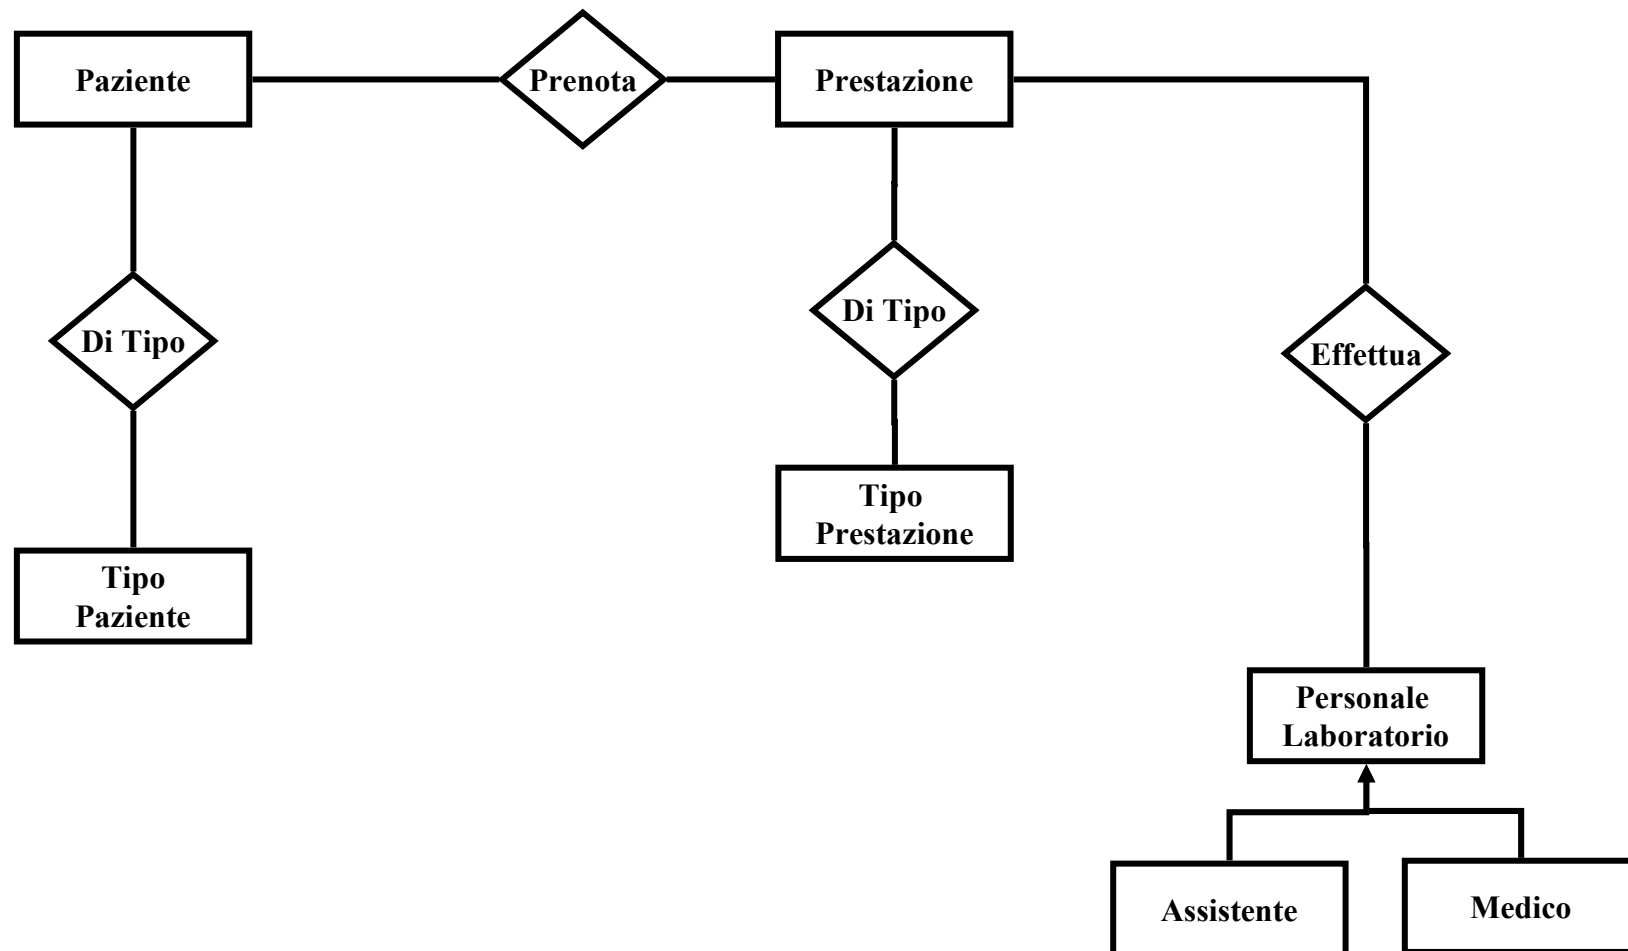 Paziente
Prenota
Prestazione
Di Tipo
Di Tipo
Effettua
Tipo
Prestazione
Tipo
Paziente
Personale
Laboratorio
Assistente
Medico